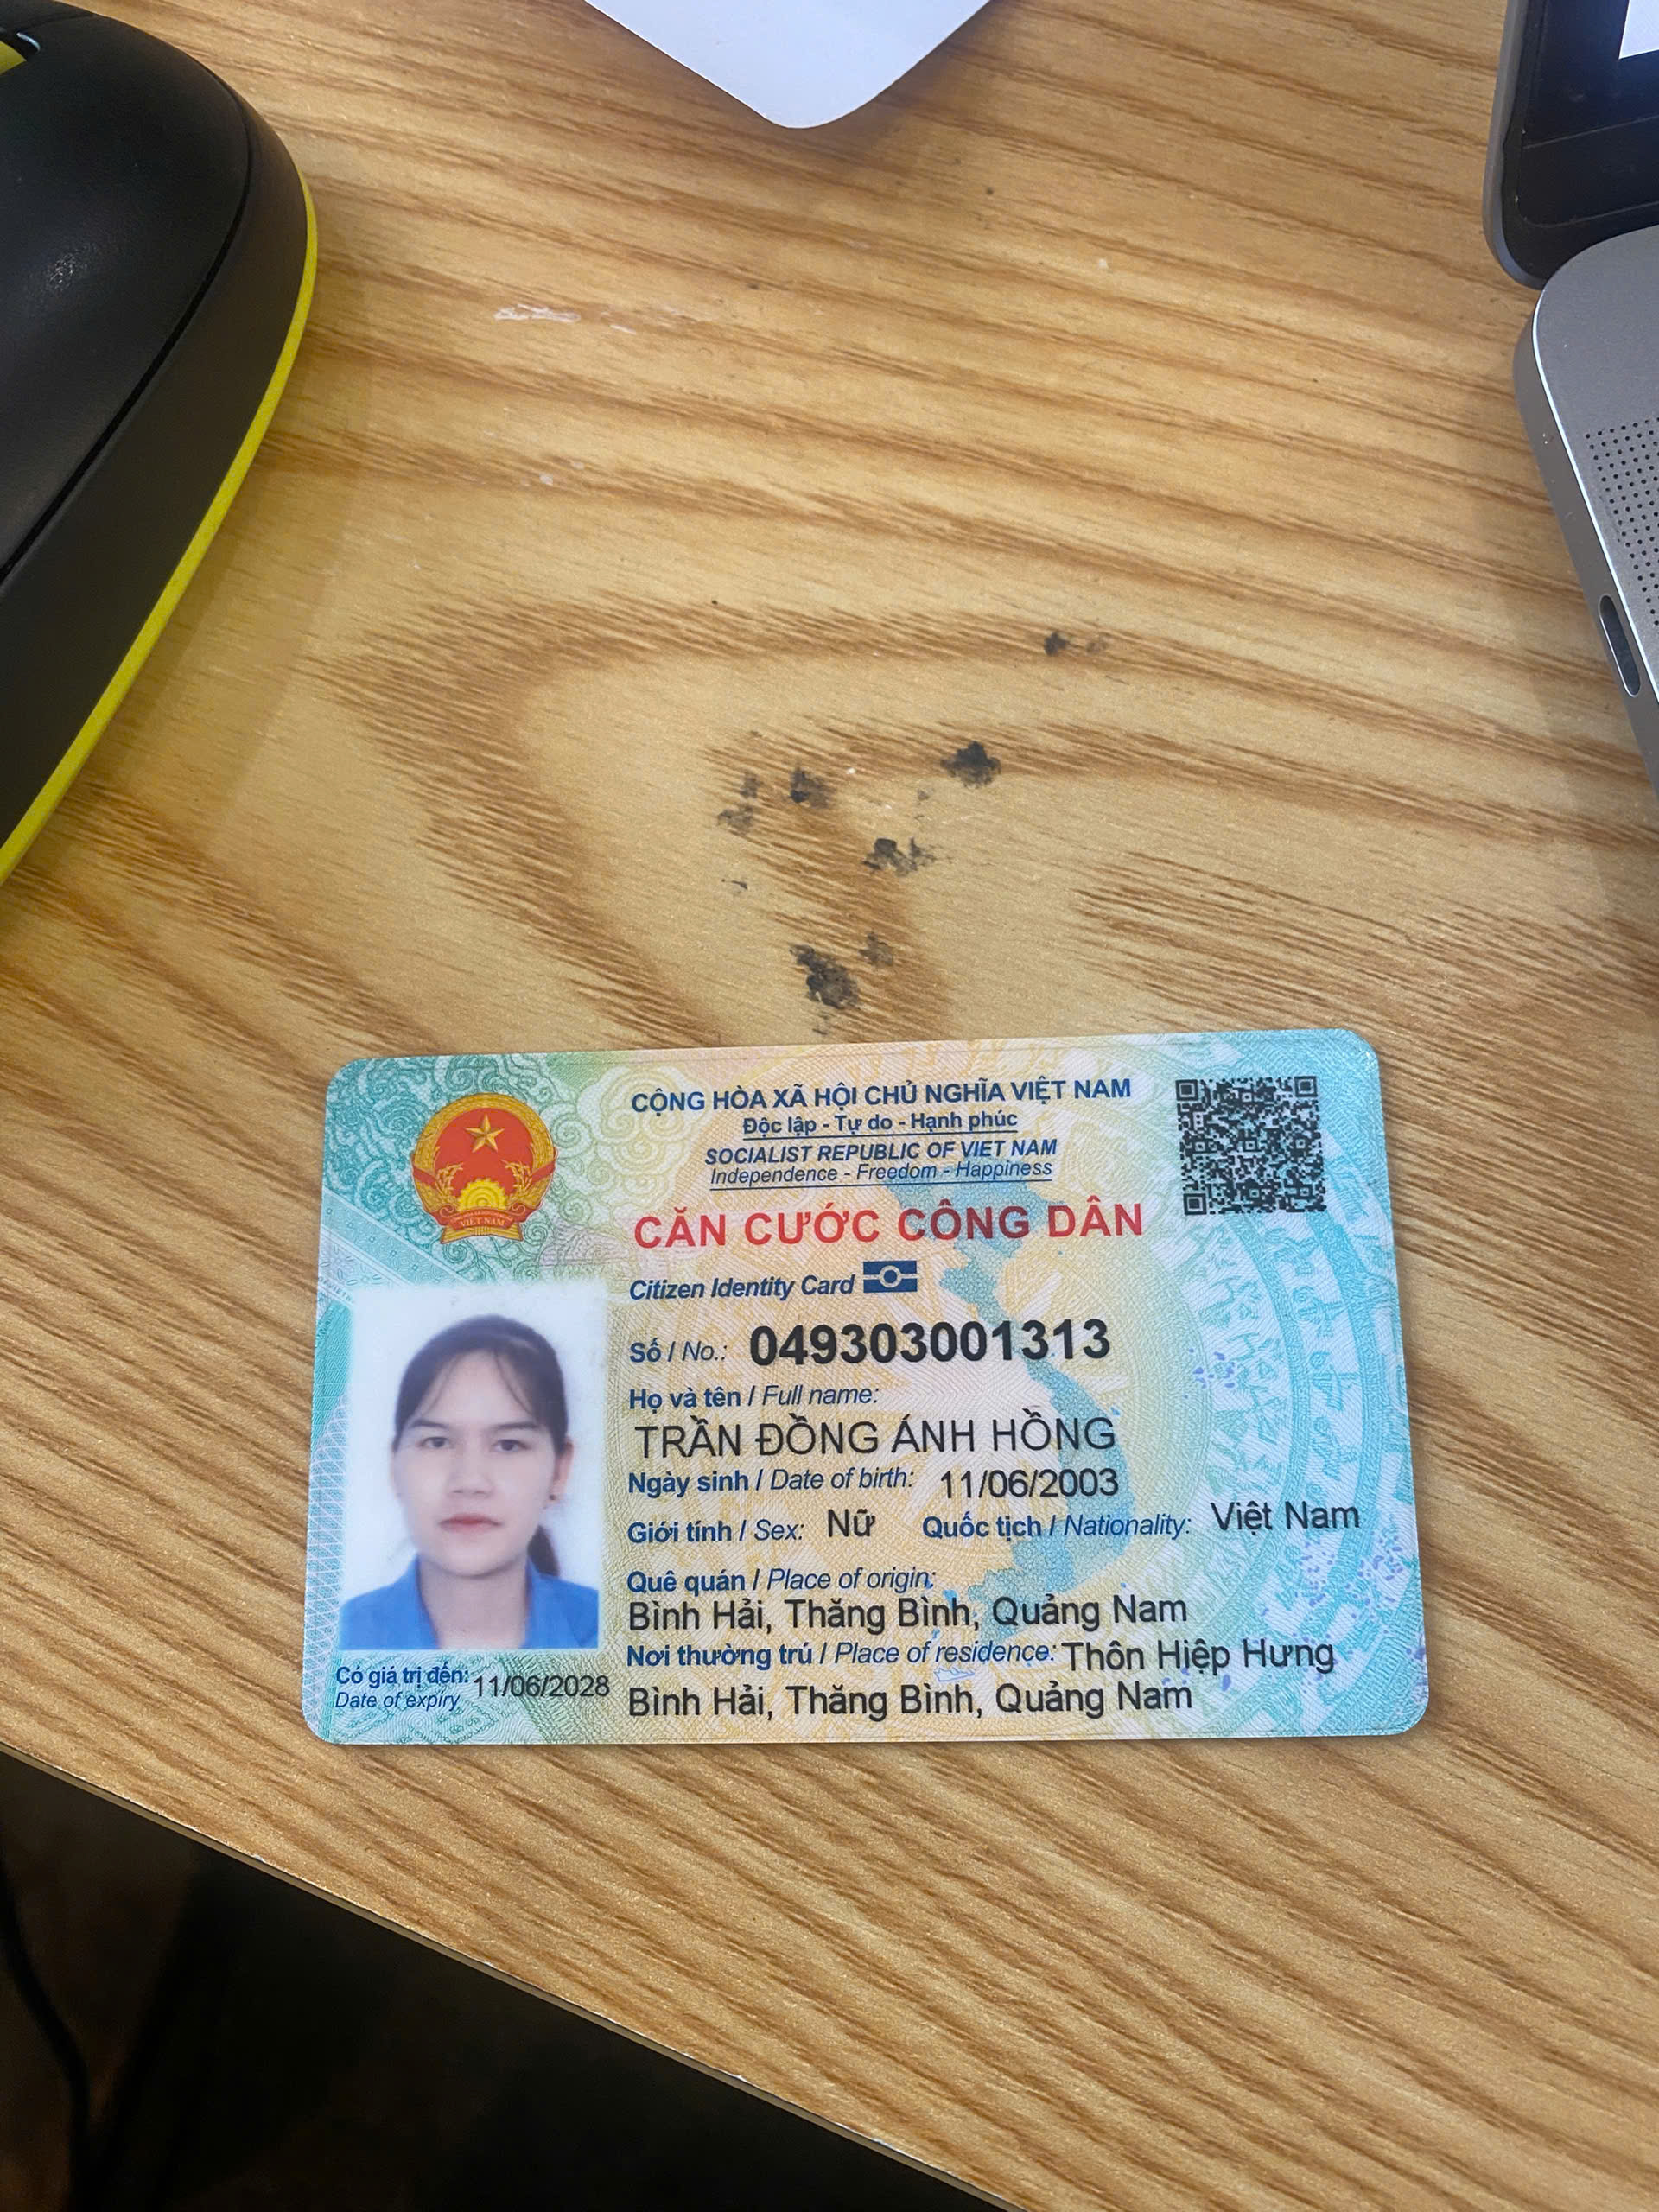 CỘNG HÒA XÃ HỘI CHỦ NGHĨA VIỆT NAM
Độc lập - Tự do - Hạnh phúc
SOCIALIST REPUBLIC OF VIET NAM
Independence - Freedom - Happiness
CĂN CƯỚC CÔNG DÂN
Citizen Identity Card
VIỆT NAM
Số / No.: 049303001313
Họ và tên / Full name:
TRẦN ĐỒNG ÁNH HỒNG
Ngày sinh / Date of birth: 11/06/2003
Giới tính / Sex: Nữ Quốc tịch / Nationality: Việt Nam
Quê quán / Place of origin:
Bình Hải, Thăng Bình, Quảng Nam
Nơi thường trú / Place of residence: Thôn Hiệp Hưng
Bình Hải, Thăng Bình, Quảng Nam
Có giá trị đến: 11/06/2028
Date of expiry